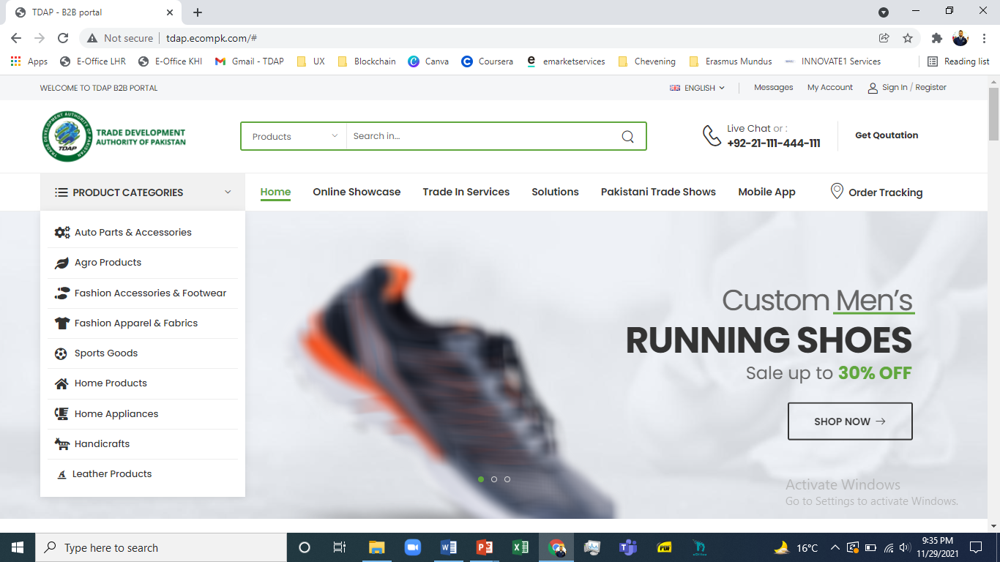 TDAP - B2B portal
Not secure
tdap.ecompk.com/#
Apps
E-Office LHR
E-Office KHI
Gmail - TDAP
UX
Blockchain
Canva
Coursera
emarketservices
Chevening
Erasmus Mundus
INNOVATE1 Services
Reading list
WELCOME TO TDAP B2B PORTAL
ENGLISH
Messages
My Account
Sign In / Register
TRADE DEVELOPMENT AUTHORITY OF PAKISTAN
TDAP
TRADE DEVELOPMENT
AUTHORITY OF PAKISTAN
Products
Search in...
Live Chat or :
+92-21-111-444-111
Get Qoutation
PRODUCT CATEGORIES
Home
Online Showcase
Trade In Services
Solutions
Pakistani Trade Shows
Mobile App
Order Tracking
Auto Parts & Accessories
Agro Products
Fashion Accessories & Footwear
Fashion Apparel & Fabrics
Sports Goods
Home Products
Home Appliances
Handicrafts
Leather Products
Custom Men's
RUNNING SHOES
Sale up to 30% OFF
SHOP NOW
Activate Windows
Go to Settings to activate Windows.
Type here to search
PDF
16°C
9:35 PM
11/29/2021